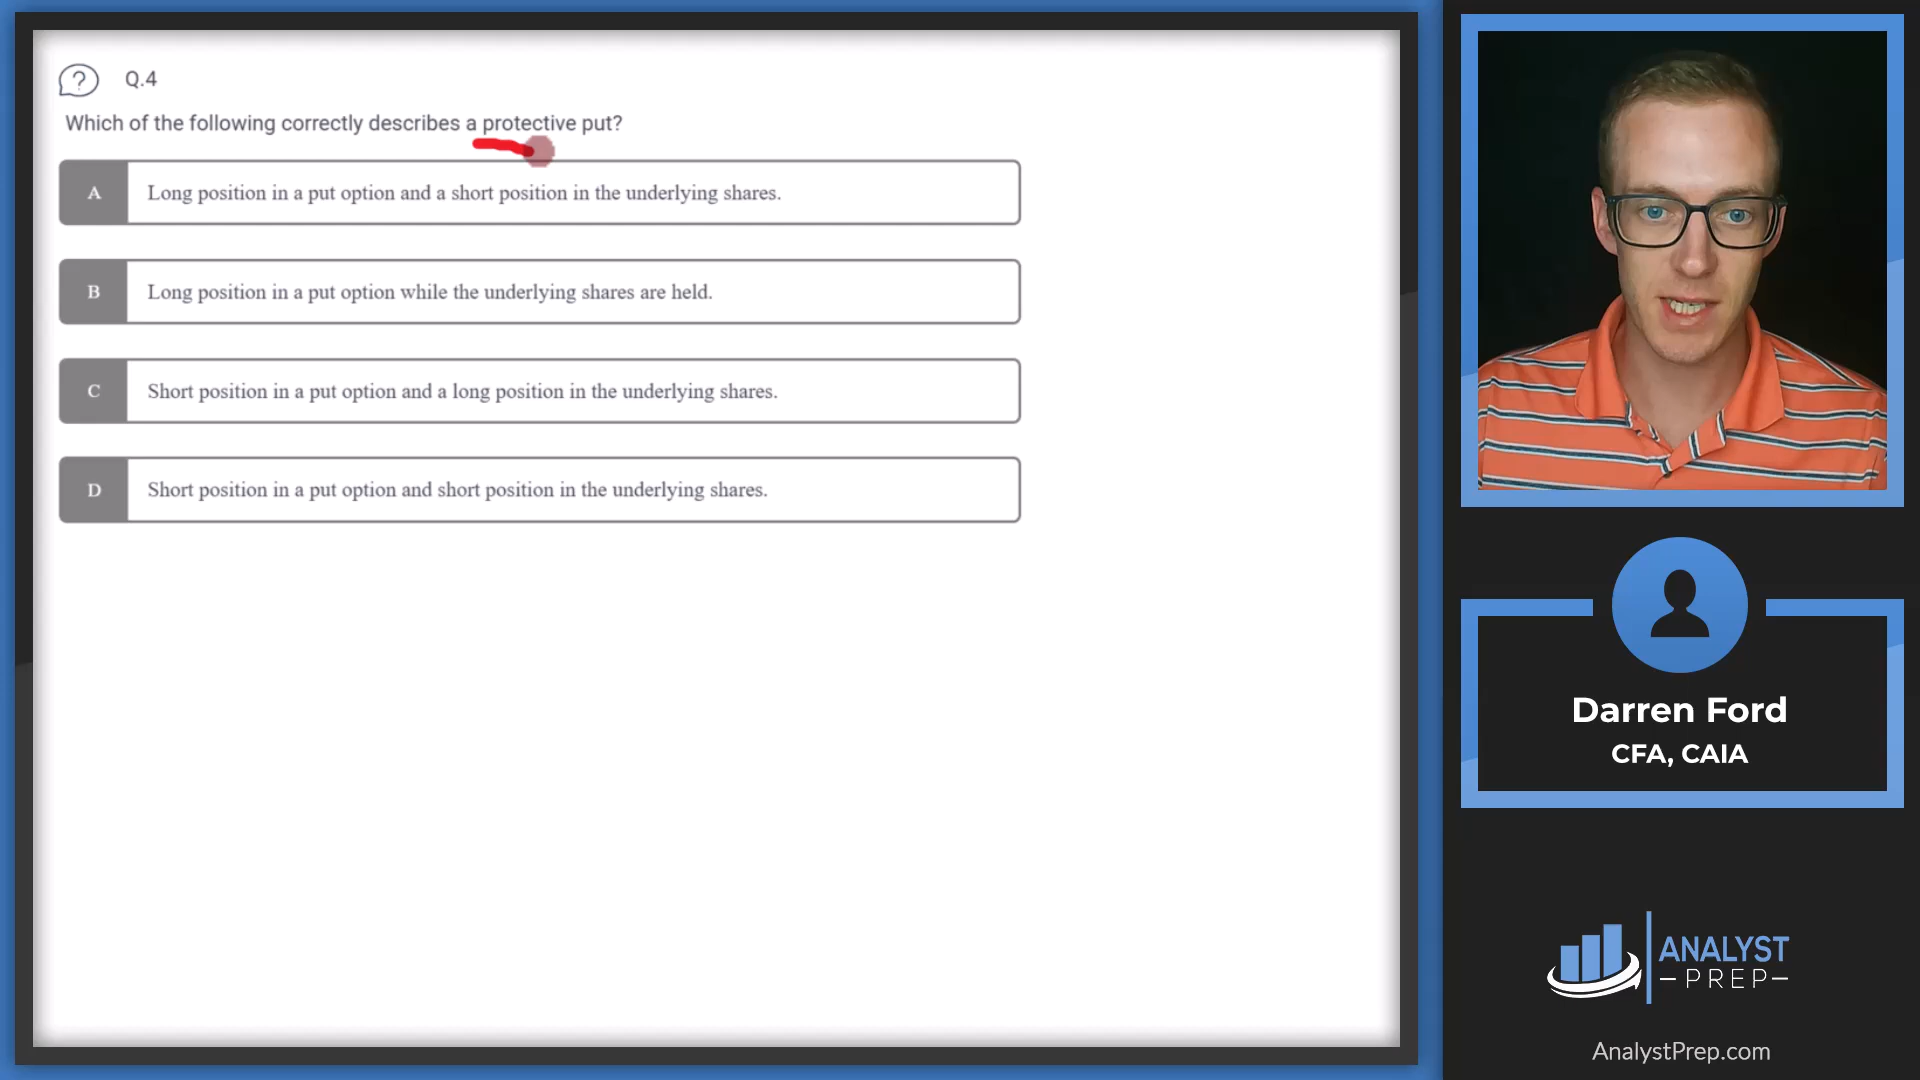 ? Q.4
Which of the following correctly describes a protective put?
A Long position in a put option and a short position in the underlying shares.
B Long position in a put option while the underlying shares are held.
C Short position in a put option and a long position in the underlying shares.
D Short position in a put option and short position in the underlying shares.
Darren Ford
CFA, CAIA
ANALYST
PREP
AnalystPrep.com